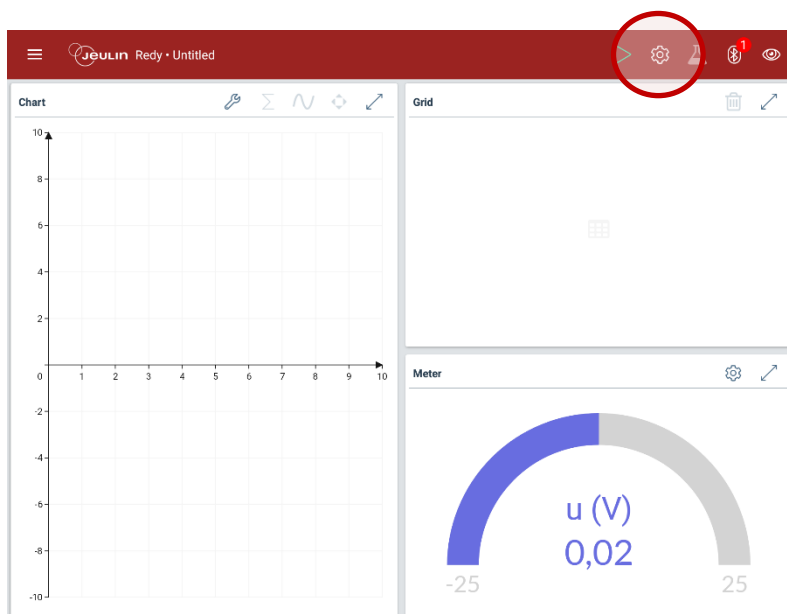 Jeulin Redy • Untitled
1
Chart
Grid
10
8
6
4
2
0 1 2 3 4 5 6 7 8 9 10
-2
-4
-6
-8
-10
Meter
u (V)
0,02
-25 25